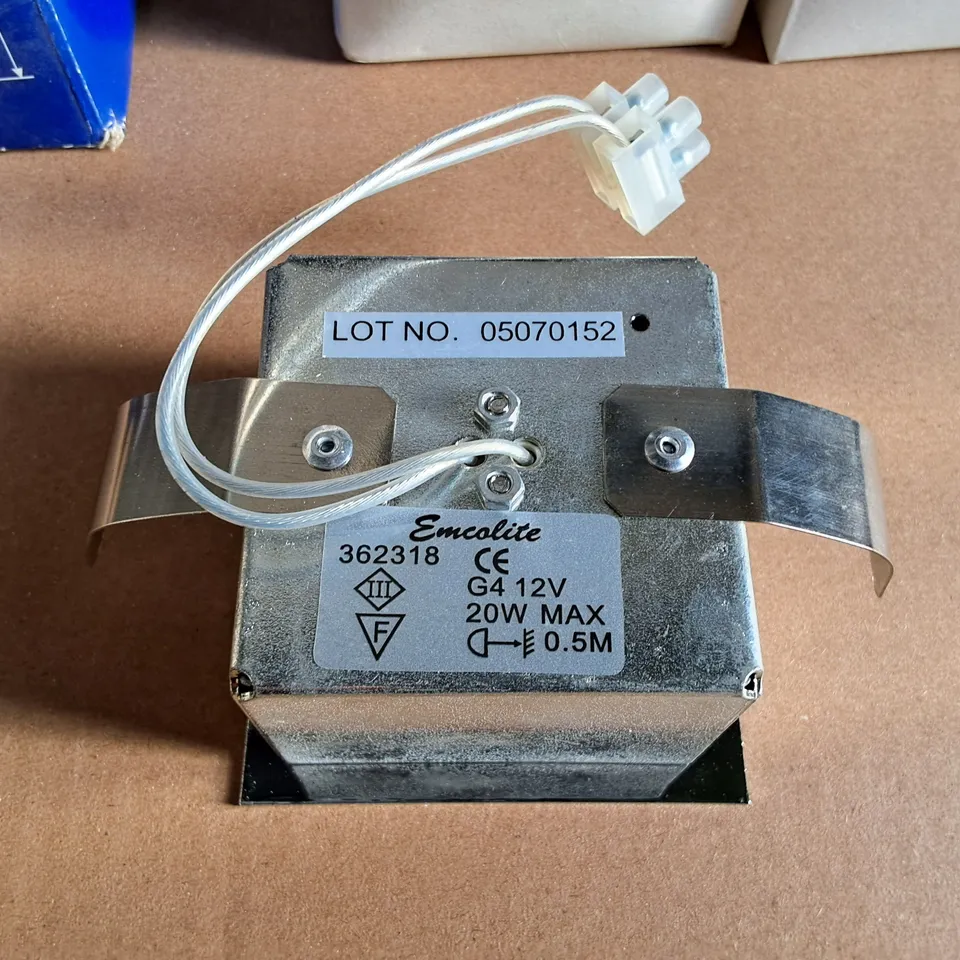 LOT NO. 05070152
Emcolite
362318 CE
III
G4 12V
20W MAX
F
0.5M